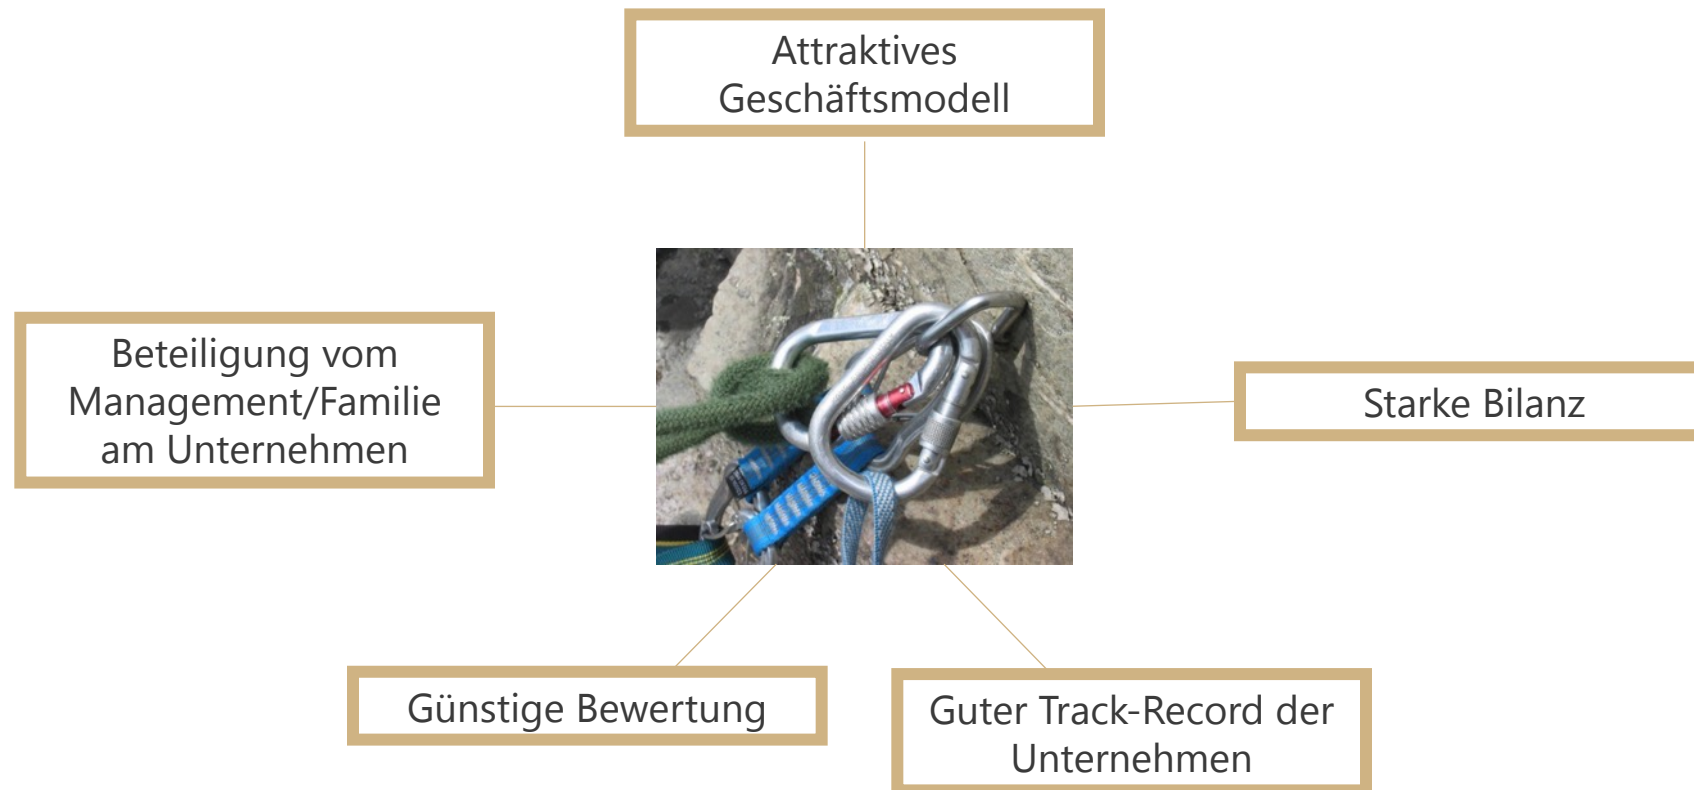 Attraktives
Geschäftsmodell
Beteiligung vom
Management/Familie
am Unternehmen
Starke Bilanz
Günstige Bewertung
Guter Track-Record der
Unternehmen